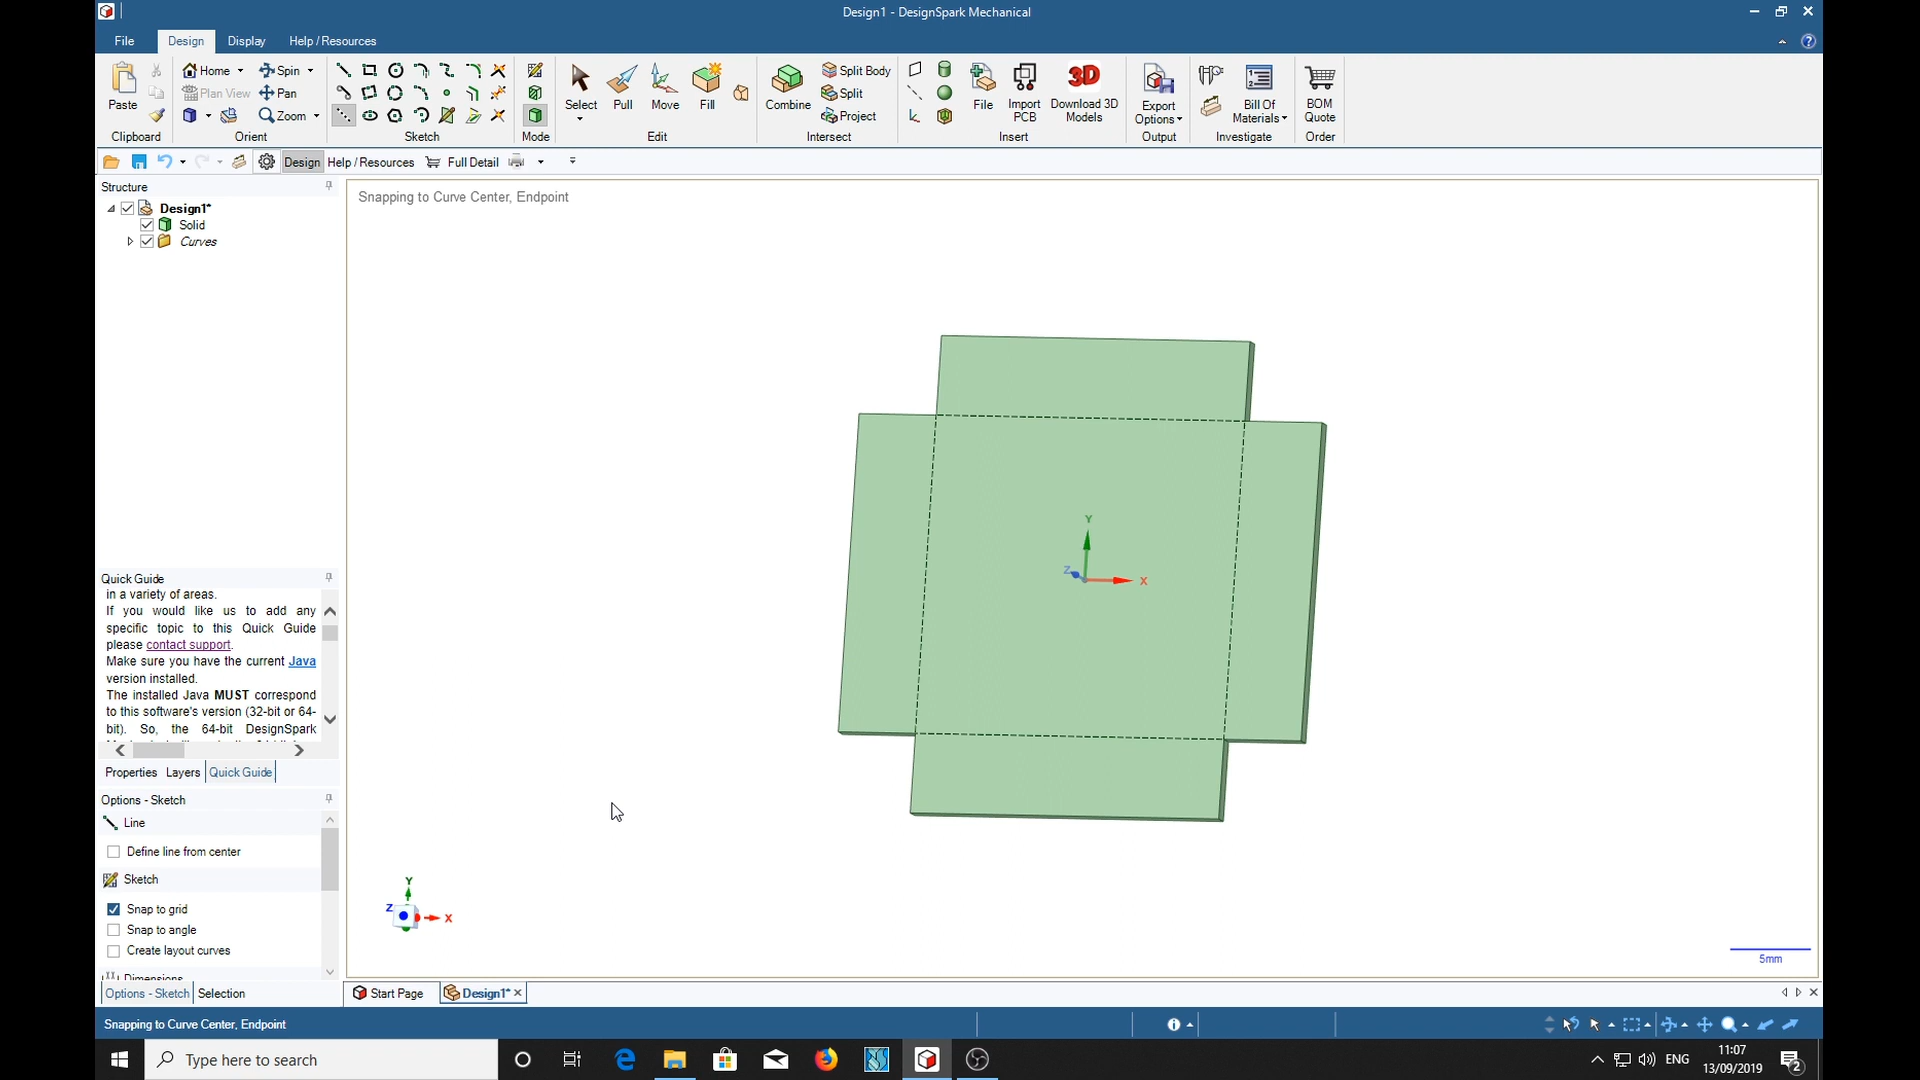 Design1 - DesignSpark Mechanical
File Design Display Help / Resources
Paste
Clipboard
Home Spin
Plan View Pan
Zoom
Orient
Sketch
Mode
Select Pull Move Fill
Edit
Combine
Split Body
Split
Project
Intersect
File Import PCB 3D Download 3D Models
Insert
Export Options
Output
Bill Of Materials
Investigate
BOM Quote
Order
Design Help / Resources Full Detail
Structure
Design1*
Solid
Curves
Snapping to Curve Center, Endpoint
Y
Z
X
Quick Guide
in a variety of areas.
If you would like us to add any
specific topic to this Quick Guide
please contact support.
Make sure you have the current Java
version installed.
The installed Java MUST correspond
to this software's version (32-bit or 64-
bit). So, the 64-bit DesignSpark
Properties Layers Quick Guide
Options - Sketch
Line
Define line from center
Sketch
Snap to grid
Snap to angle
Create layout curves
Dimensions
Y
Z
X
5mm
Options - Sketch Selection
Start Page Design1*
Snapping to Curve Center, Endpoint
Type here to search
ENG
11:07
13/09/2019
2